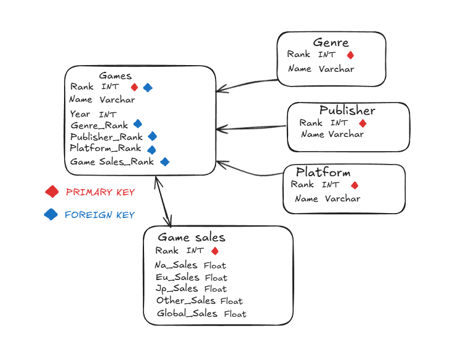 Games
Rank INT
Name Varchar
Year INT
Genre_Rank
Publisher_Rank
Platform_Rank
Game Sales_Rank
Genre
Rank INT
Name Varchar
Publisher
Rank INT
Name Varchar
Platform
Rank INT
Name Varchar
PRIMARY KEY
FOREIGN KEY
Game sales
Rank INT
Na_Sales Float
Eu_Sales Float
Jp_Sales Float
Other_Sales Float
Global_Sales Float